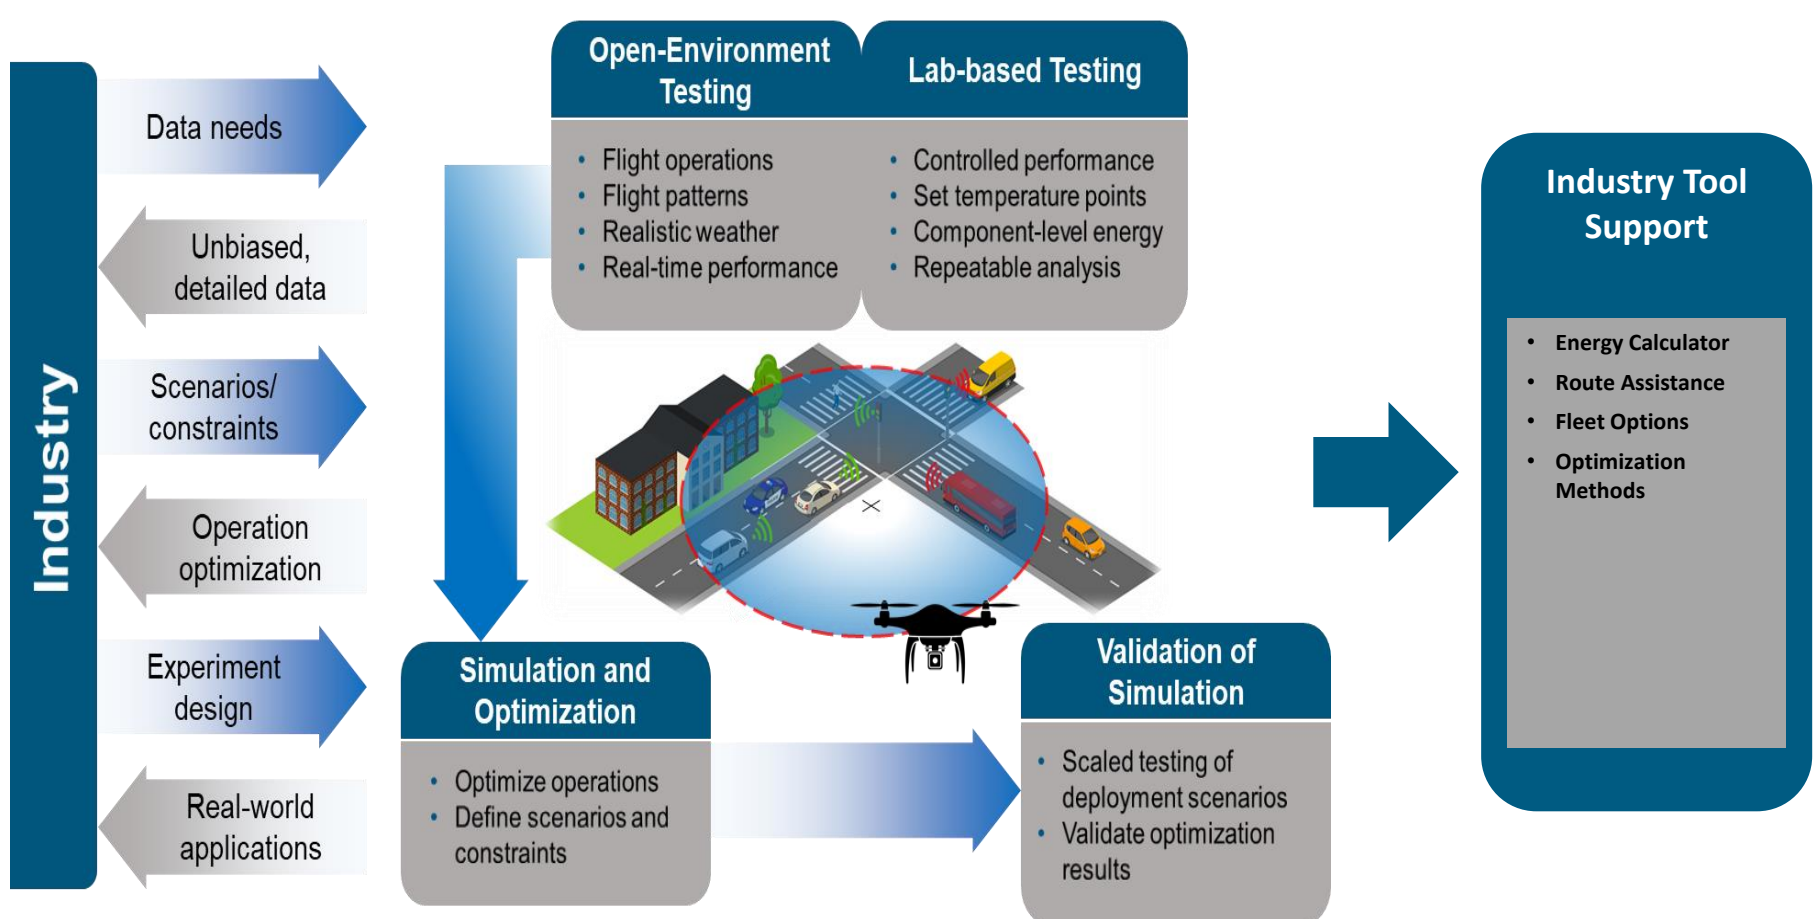 Industry
Data needs
Unbiased,
detailed data
Scenarios/
constraints
Operation
optimization
Experiment
design
Real-world
applications
Open-Environment
Testing
• Flight operations
• Flight patterns
• Realistic weather
• Real-time performance
Lab-based Testing
• Controlled performance
• Set temperature points
• Component-level energy
• Repeatable analysis
Simulation and
Optimization
• Optimize operations
• Define scenarios and
constraints
Validation of
Simulation
• Scaled testing of
deployment scenarios
• Validate optimization
results
Industry Tool
Support
• Energy Calculator
• Route Assistance
• Fleet Options
• Optimization
Methods